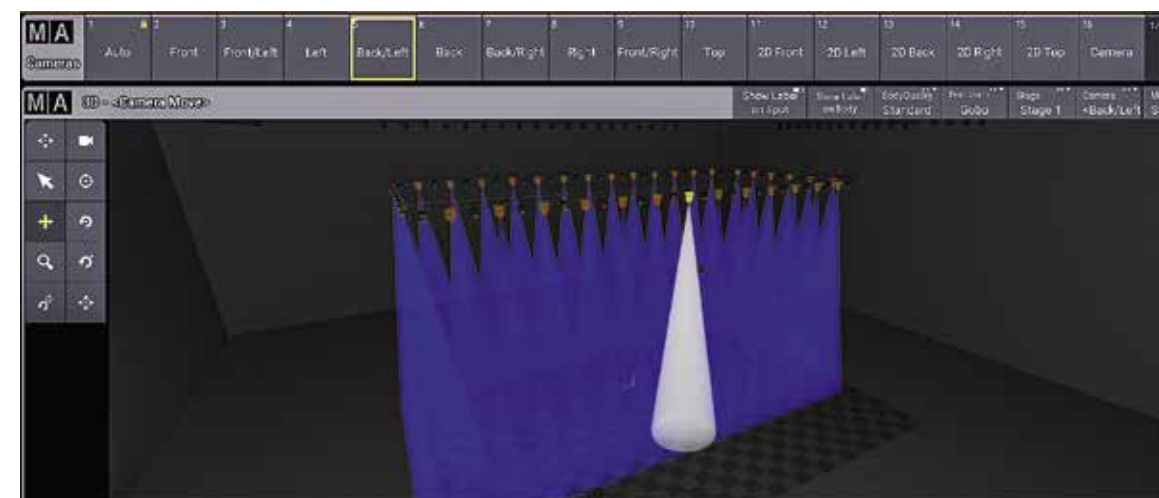 MA
Cameras
1 Auto
2 Front
3 Front/Left
4 Left
5 Back/Left
6 Back
7 Back/Right
8 Right
9 Front/Right
10 Top
11 2D Front
12 2D Left
13 2D Back
14 2D Right
15 2D Top
16 Camera
MA 3D - <Camera Move>
Show Label
on Spot
Show Label
on Body
BodyQuality
Standard
Gobo
Stage
Stage 1
Camera
<Back/Left